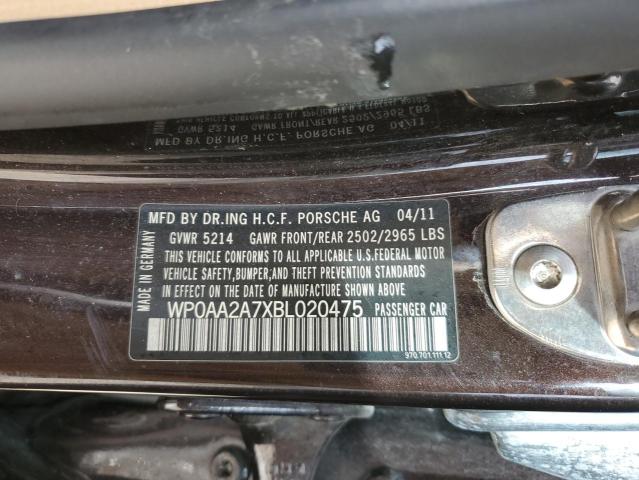 MFD BY DR.ING H.C.F. PORSCHE AG 04/11
GVWR 5214 GAWR FRONT/REAR 2502/2965 LBS
THIS VEHICLE CONFORMS TO ALL APPLICABLE U.S.FEDERAL MOTOR
VEHICLE SAFETY,BUMPER,AND THEFT PREVENTION STANDARDS
IN EFFECT ON THE DATE OF MANUFACTURE SHOWN ABOVE
WP0AA2A7XBL020475 PASSENGER CAR
970.701.111.12
MADE IN GERMANY